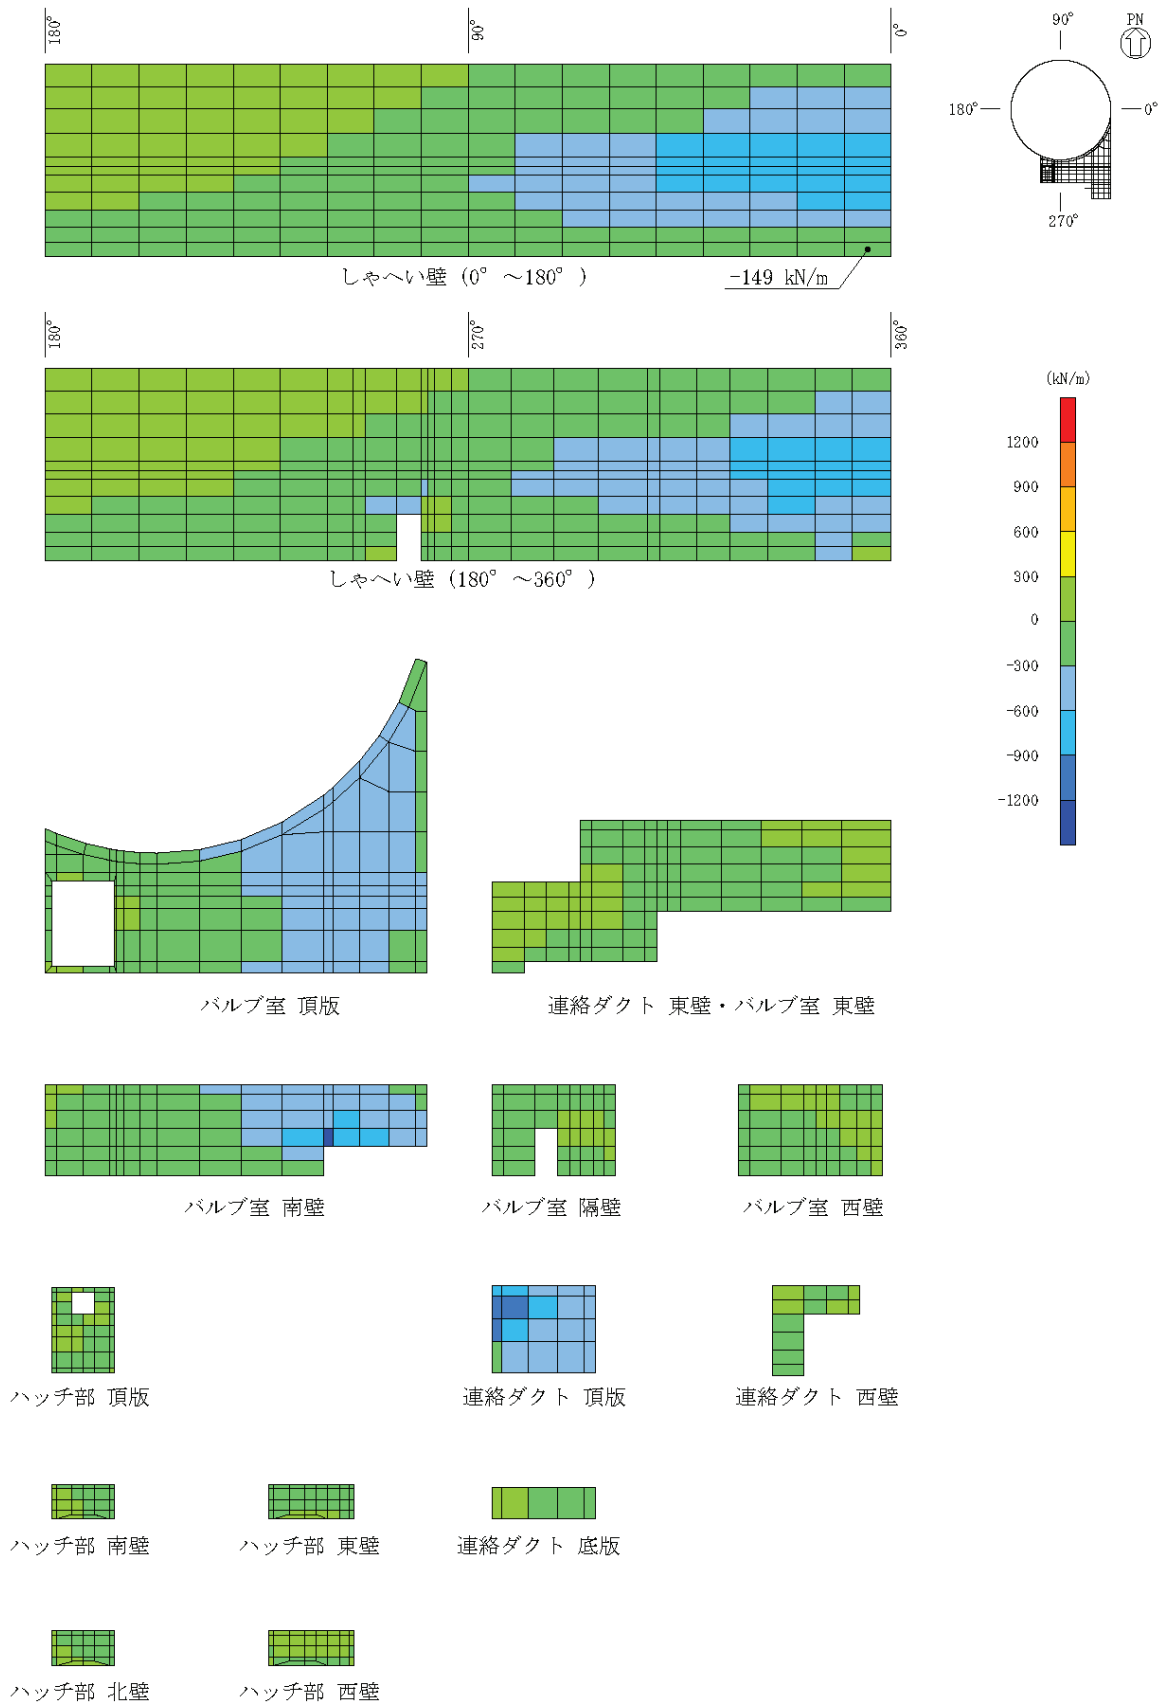 180°
90°
0°
90°
PN
180°
0°
270°
しゃへい壁 (0° ～180° )
-149 kN/m
180°
270°
360°
しゃへい壁 (180° ～360° )
(kN/m)
1200
900
600
300
0
-300
-600
-900
-1200
バルブ室 頂版
連絡ダクト 東壁・バルブ室 東壁
バルブ室 南壁
バルブ室 隔壁
バルブ室 西壁
ハッチ部 頂版
連絡ダクト 頂版
連絡ダクト 西壁
ハッチ部 南壁
ハッチ部 東壁
連絡ダクト 底版
ハッチ部 北壁
ハッチ部 西壁